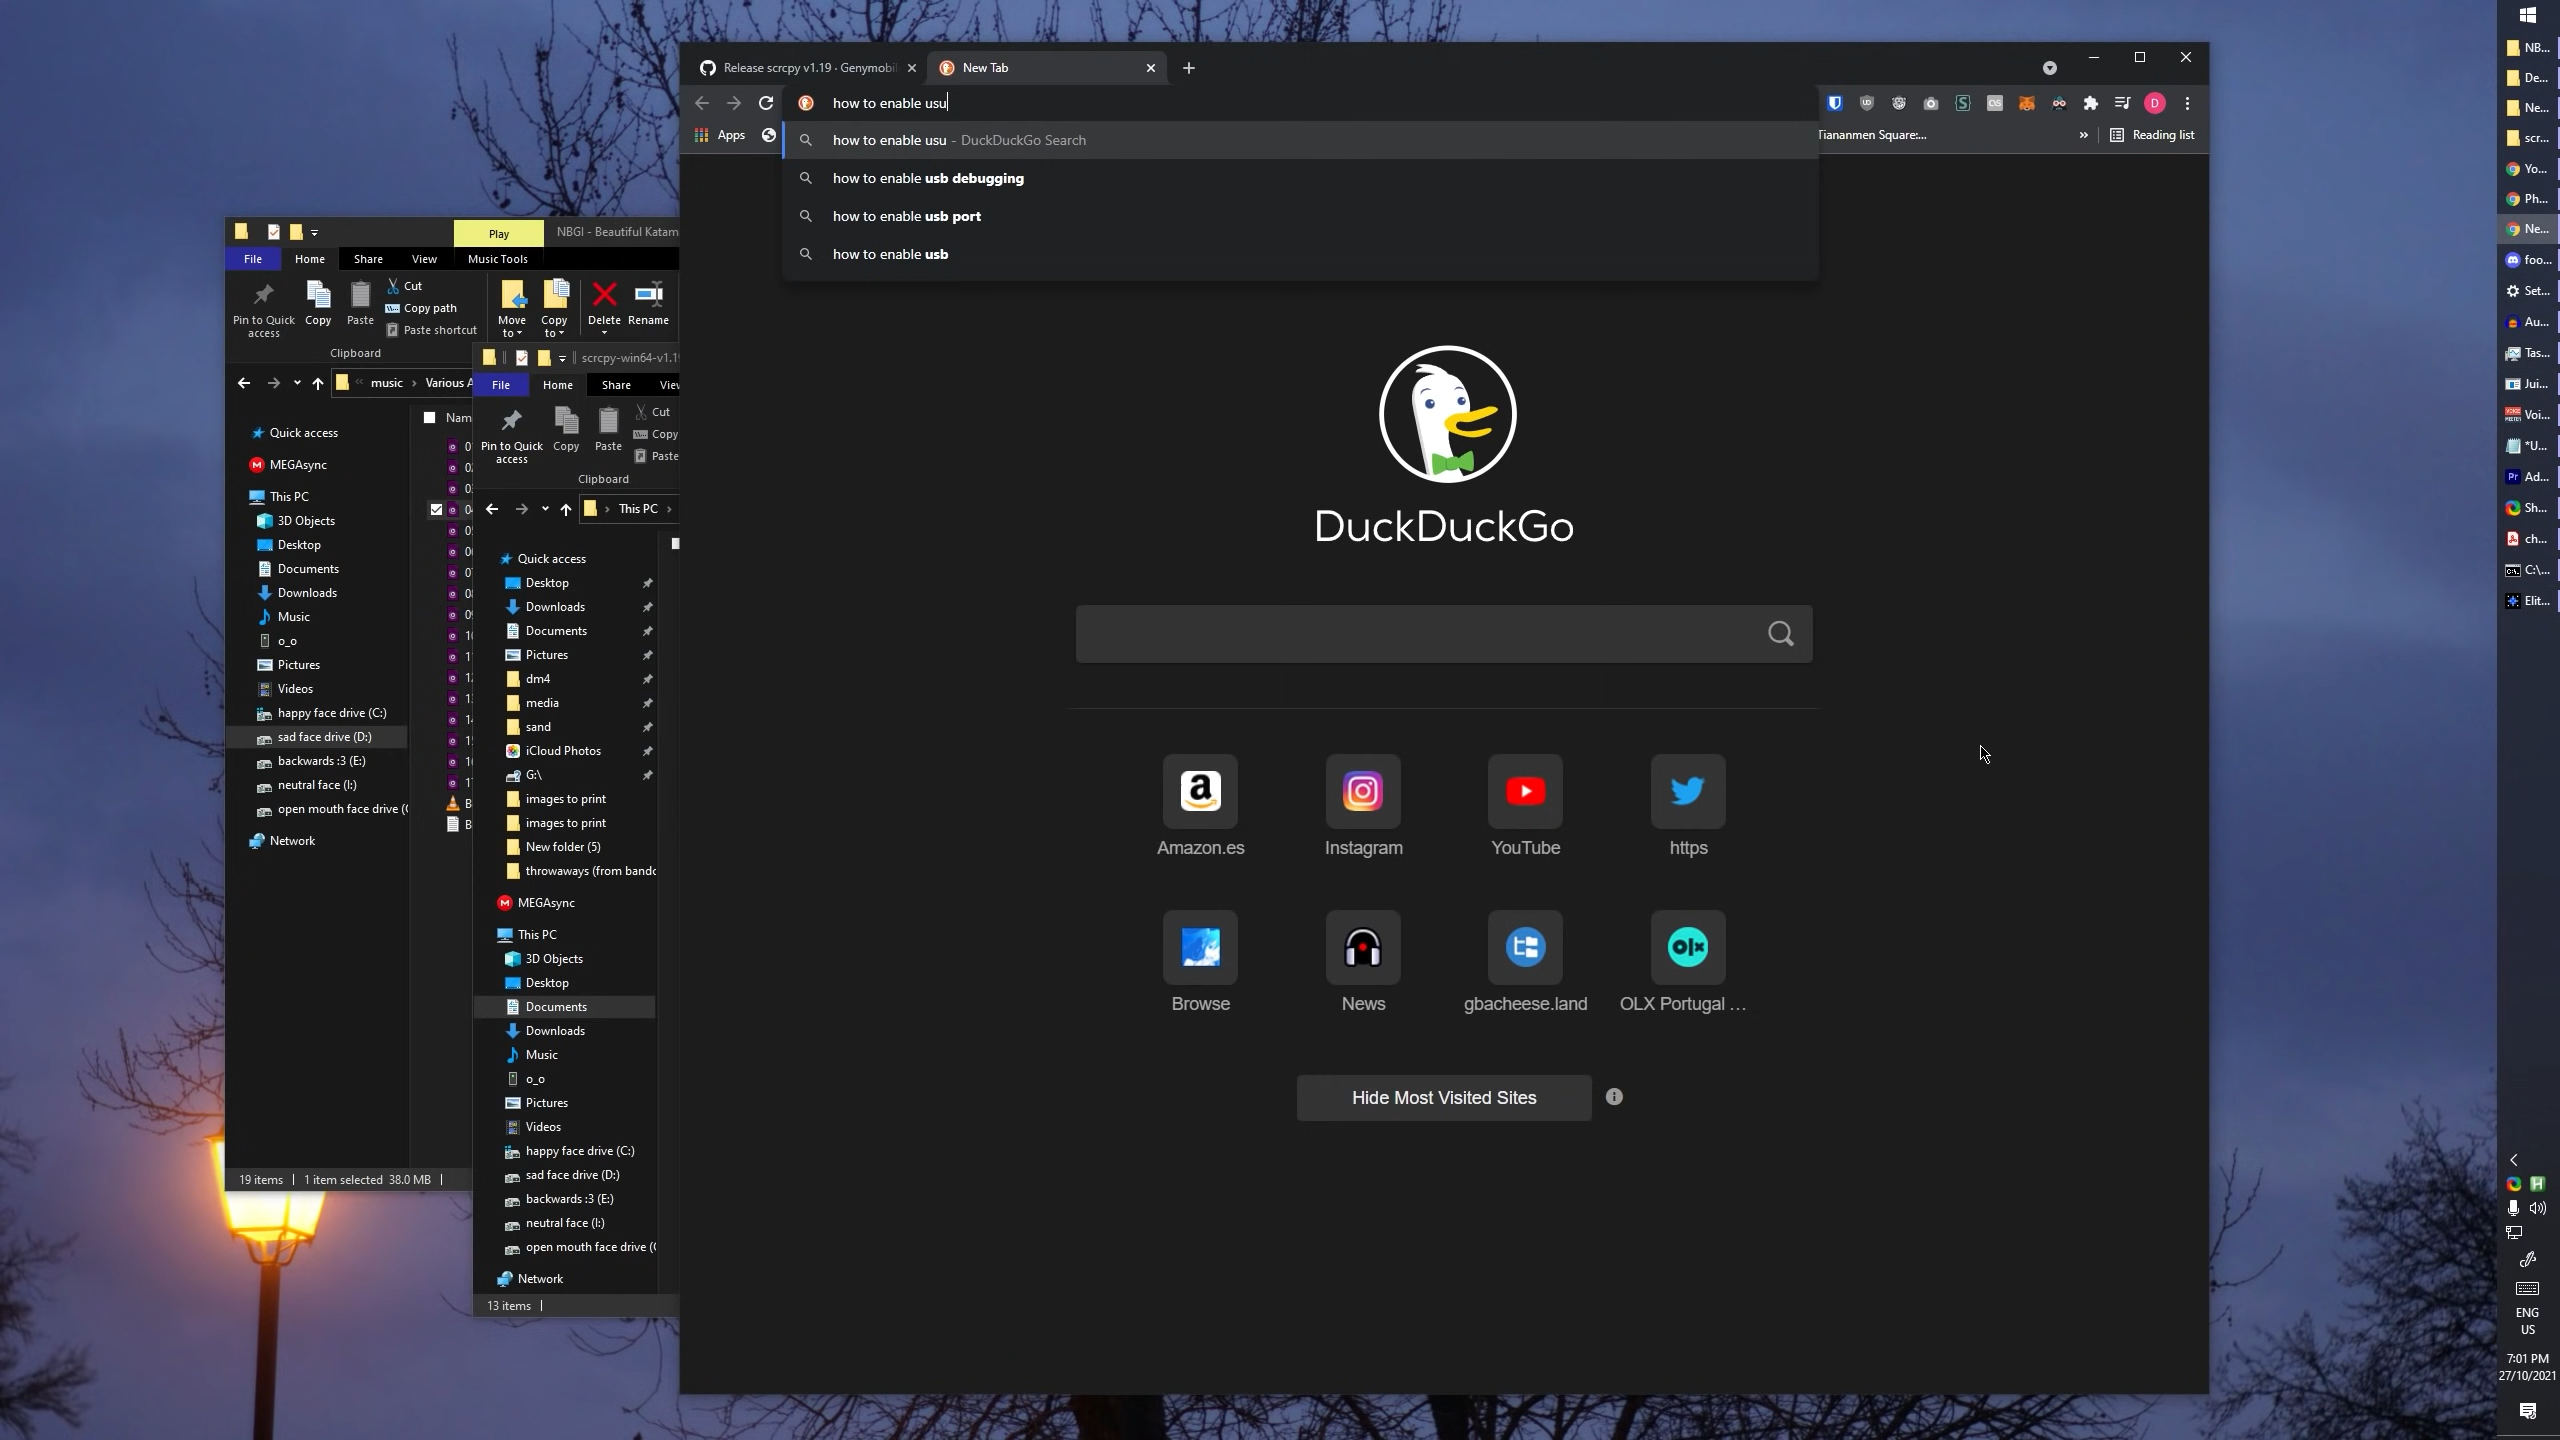 Release scrcpy v1.19 · Genymobil
New Tab
how to enable usu
how to enable usu - DuckDuckGo Search
how to enable usb debugging
how to enable usb port
how to enable usb
Apps
Tiananmen Square:...
»
Reading list
D
DuckDuckGo
Amazon.es
Instagram
YouTube
https
Browse
News
gbacheese.land
OLX Portugal ...
Hide Most Visited Sites
Play
NBGI - Beautiful Katam
File
Home
Share
View
Music Tools
Pin to Quick access
Copy
Paste
Cut
Copy path
Paste shortcut
Move to
Copy to
Delete
Rename
Clipboard
music
Various A
Nam
Quick access
MEGAsync
This PC
3D Objects
Desktop
Documents
Downloads
Music
o_o
Pictures
Videos
happy face drive (C:)
sad face drive (D:)
backwards :3 (E:)
neutral face (I:)
open mouth face drive (
Network
19 items
1 item selected 38.0 MB
scrcpy-win64-v1.19
File
Home
Share
View
Pin to Quick access
Copy
Paste
Cut
Copy
Paste
Clipboard
This PC
Quick access
Desktop
Downloads
Documents
Pictures
dm4
media
sand
iCloud Photos
G:\
images to print
images to print
New folder (5)
throwaways (from bandc
MEGAsync
This PC
3D Objects
Desktop
Documents
Downloads
Music
o_o
Pictures
Videos
happy face drive (C:)
sad face drive (D:)
backwards :3 (E:)
neutral face (I:)
open mouth face drive (
Network
13 items
NB...
De...
Ne...
scr...
Yo...
Ph...
Ne...
foo...
Set...
Au...
Tas...
Jui...
Voi...
*U...
Ad...
Sh...
ch...
C:\...
Elit...
ENG
US
7:01 PM
27/10/2021